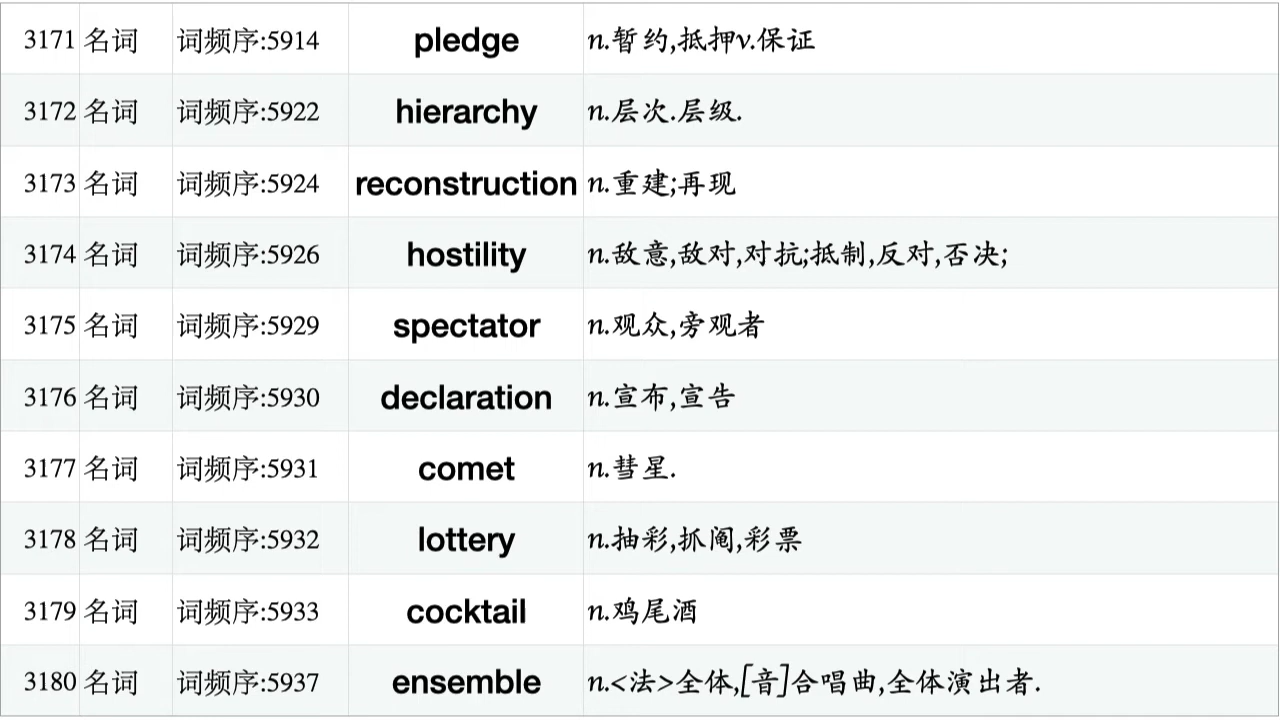 3171 名词 词频序:5914 pledge n.暂约,抵押v.保证
3172 名词 词频序:5922 hierarchy n.层次.层级.
3173 名词 词频序:5924 reconstruction n.重建;再现
3174 名词 词频序:5926 hostility n.敌意,敌对,对抗;抵制,反对,否决;
3175 名词 词频序:5929 spectator n.观众,旁观者
3176 名词 词频序:5930 declaration n.宣布,宣告
3177 名词 词频序:5931 comet n.彗星.
3178 名词 词频序:5932 lottery n.抽彩,抓阄,彩票
3179 名词 词频序:5933 cocktail n.鸡尾酒
3180 名词 词频序:5937 ensemble n.<法>全体,[音]合唱曲,全体演出者.